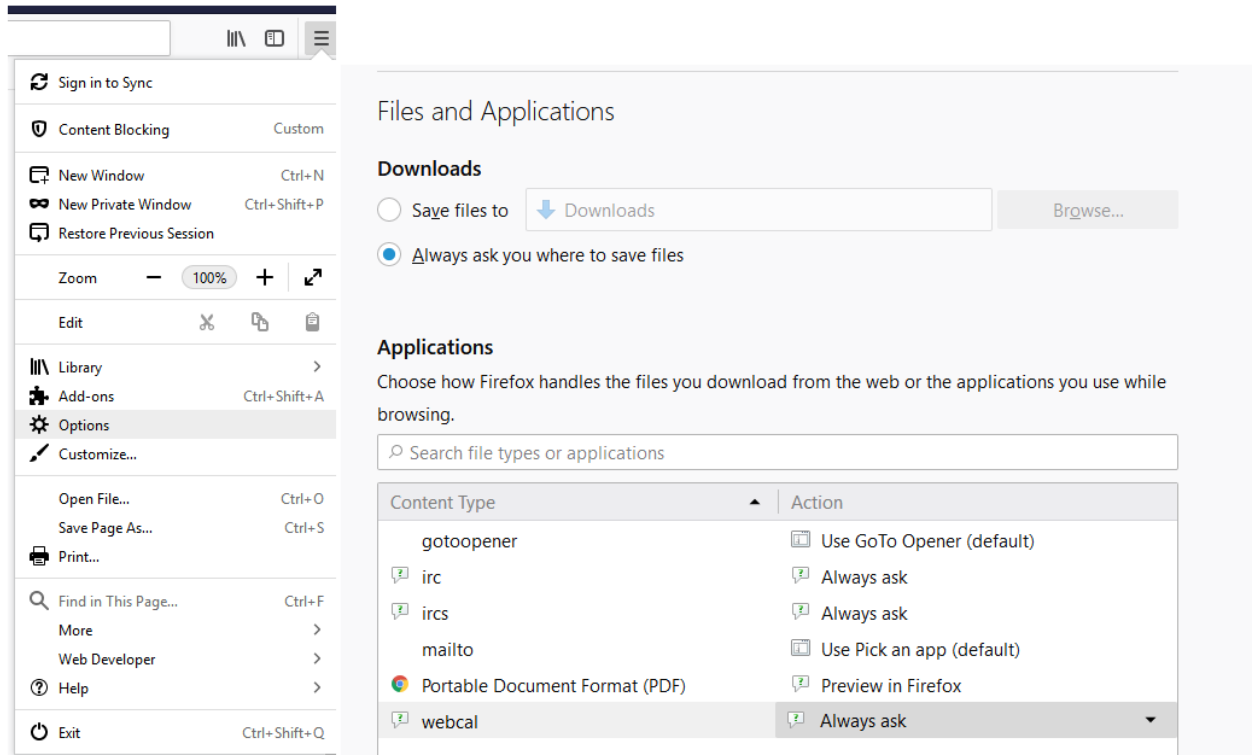 Sign in to Sync
Content Blocking Custom
New Window Ctrl+N
New Private Window Ctrl+Shift+P
Restore Previous Session
Zoom 100%
Edit
Library
Add-ons Ctrl+Shift+A
Options
Customize...
Open File... Ctrl+O
Save Page As... Ctrl+S
Print...
Find in This Page... Ctrl+F
More
Web Developer
Help
Exit Ctrl+Shift+Q
Files and Applications
Downloads
Save files to Downloads Browse...
Always ask you where to save files
Applications
Choose how Firefox handles the files you download from the web or the applications you use while
browsing.
Search file types or applications
Content Type Action
gotoopener Use GoTo Opener (default)
irc Always ask
ircs Always ask
mailto Use Pick an app (default)
Portable Document Format (PDF) Preview in Firefox
webcal Always ask